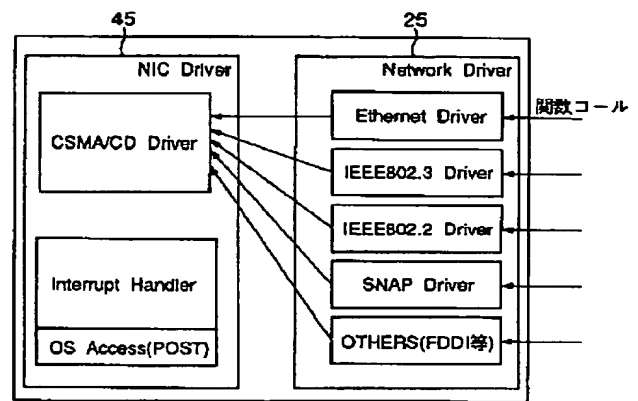 45
25
NIC Driver
Network Driver
CSMA/CD Driver
Ethernet Driver
関数コール
IEEE802.3 Driver
IEEE802.2 Driver
Interrupt Handler
SNAP Driver
OS Access(POST)
OTHERS(FDDI等)